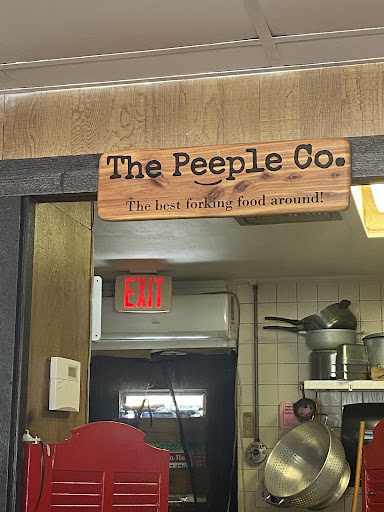 The Peeple Co.
The best forking food around!
EXIT